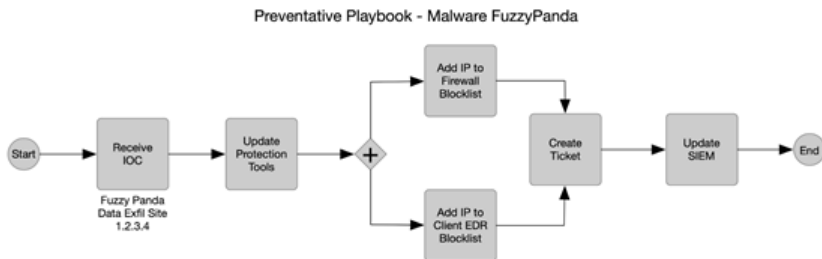 Preventative Playbook - Malware FuzzyPanda
Start
Receive
IOC
Fuzzy Panda
Data Exfil Site
1.2.3.4
Update
Protection
Tools
+
Add IP to
Firewall
Blocklist
Add IP to
Client EDR
Blocklist
Create
Ticket
Update
SIEM
End